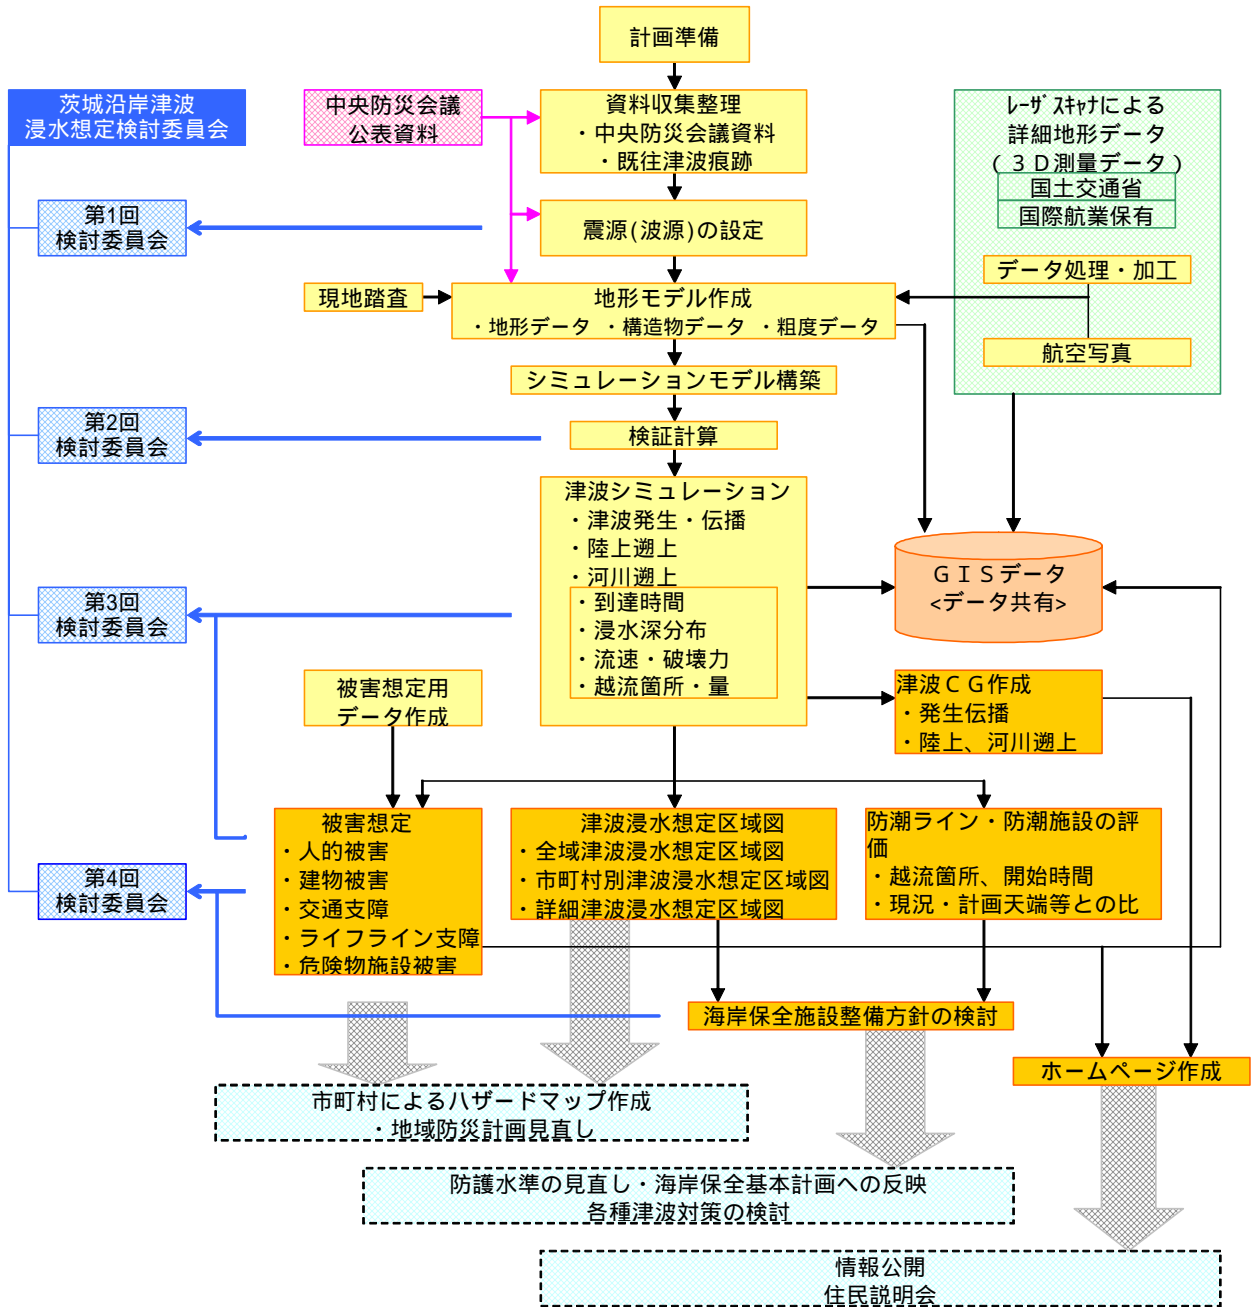 計画準備
茨城沿岸津波
浸水想定検討委員会
中央防災会議
公表資料
資料収集整理
・中央防災会議資料
・既往津波痕跡
レーザスキャナによる
詳細地形データ
(３Ｄ測量データ)
国土交通省
国際航業保有
第1回
検討委員会
震源(波源)の設定
データ処理・加工
現地踏査
地形モデル作成
・地形データ ・構造物データ ・粗度データ
航空写真
シミュレーションモデル構築
第2回
検討委員会
検証計算
津波シミュレーション
・津波発生・伝播
・陸上遡上
・河川遡上
・到達時間
・浸水深分布
・流速・破壊力
・越流箇所・量
ＧＩＳデータ
<データ共有>
第3回
検討委員会
被害想定用
データ作成
津波ＣＧ作成
・発生伝播
・陸上、河川遡上
被害想定
・人的被害
・建物被害
・交通支障
・ライフライン支障
・危険物施設被害
津波浸水想定区域図
・全域津波浸水想定区域図
・市町村別津波浸水想定区域図
・詳細津波浸水想定区域図
防潮ライン・防潮施設の評
価
・越流箇所、開始時間
・現況・計画天端等との比
第4回
検討委員会
海岸保全施設整備方針の検討
ホームページ作成
市町村によるハザードマップ作成
・地域防災計画見直し
防護水準の見直し・海岸保全基本計画への反映
各種津波対策の検討
情報公開
住民説明会